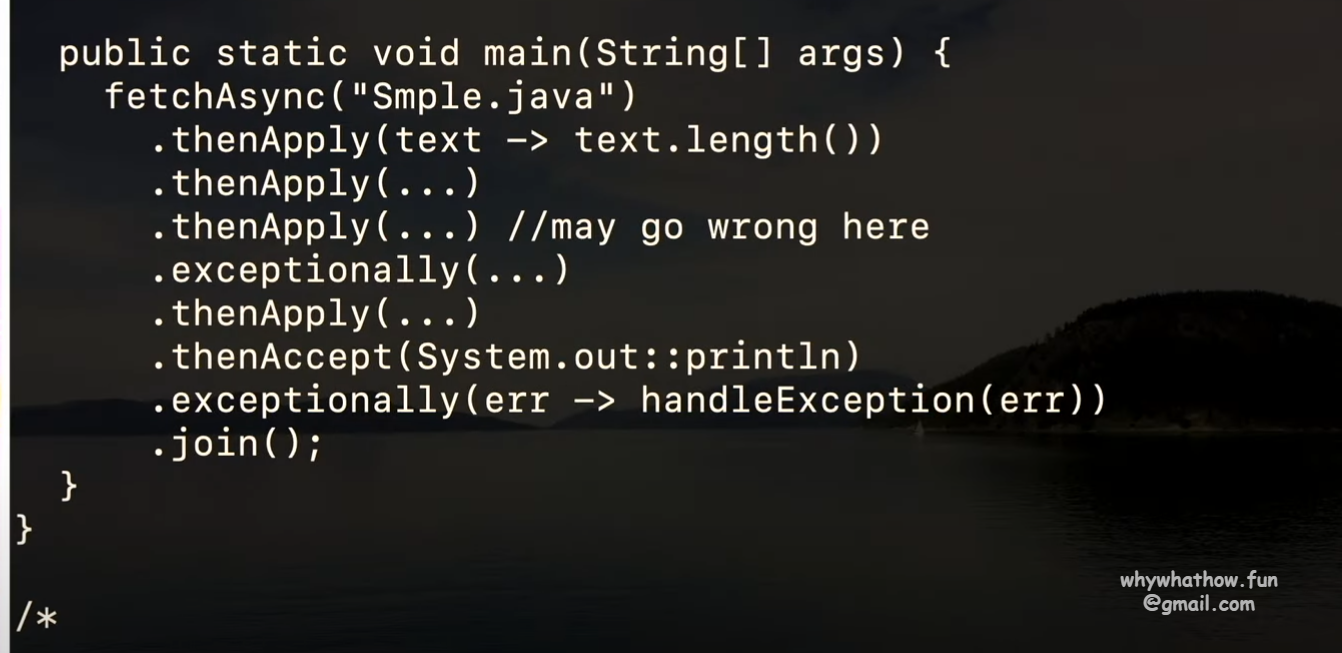 public static void main(String[] args) {
fetchAsync("Smple.java")
.thenApply(text -> text.length())
.thenApply(...)
.thenApply(...) //may go wrong here
.exceptionally(...)
.thenApply(...)
.thenAccept(System.out::println)
.exceptionally(err -> handleException(err))
.join();
}
}
/*
whywhathow.fun
@gmail.com